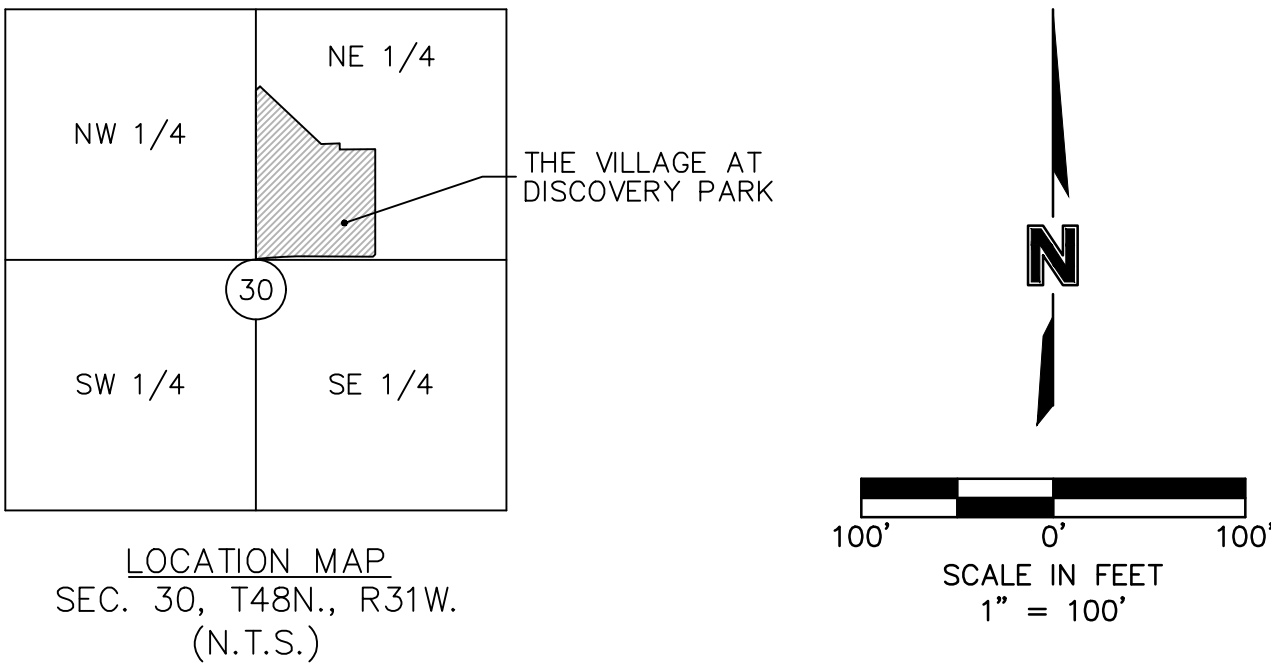 NE 1/4
NW 1/4
THE VILLAGE AT
DISCOVERY PARK
30
SW 1/4
SE 1/4
LOCATION MAP
SEC. 30, T48N., R31W.
(N.T.S.)
N
100' 0' 100'
SCALE IN FEET
1" = 100'